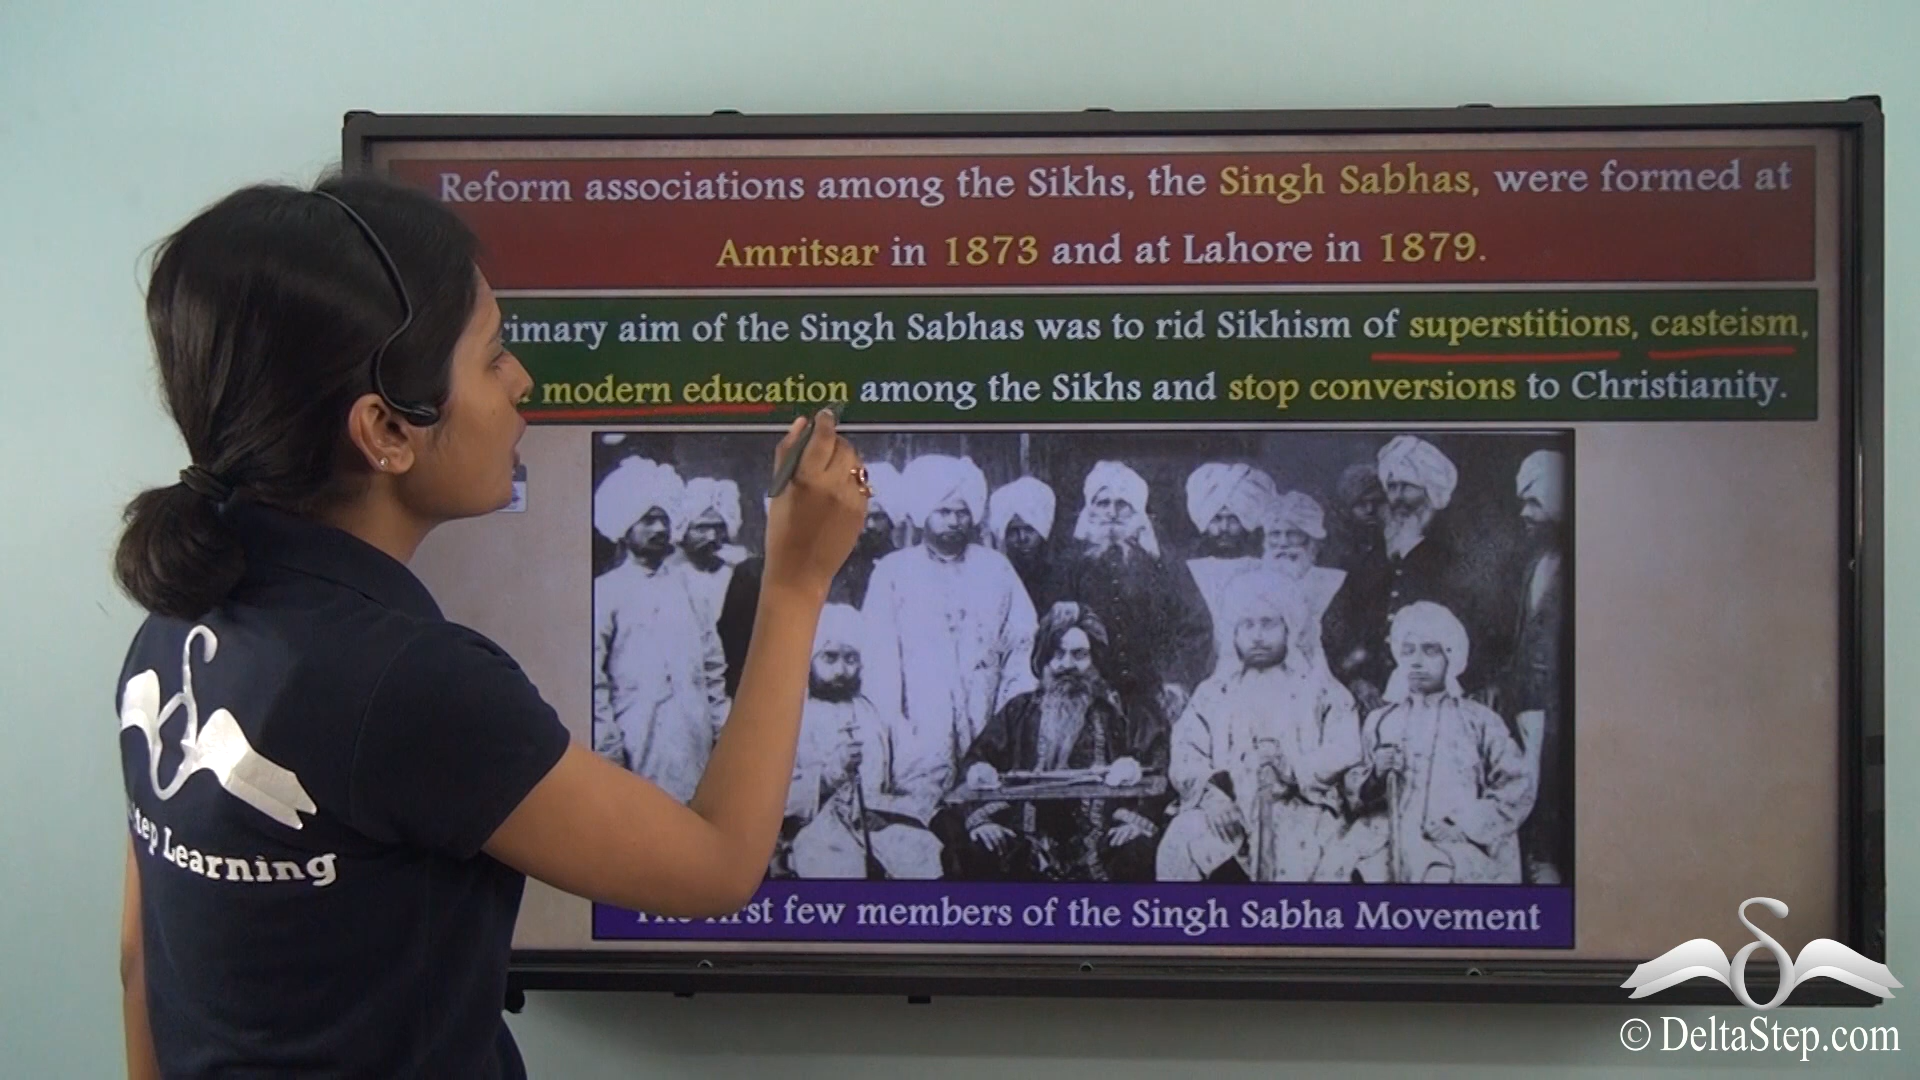 Reform associations among the Sikhs, the Singh Sabhas, were formed at
Amritsar in 1873 and at Lahore in 1879.
aim of the Singh Sabhas was to rid Sikhism of superstitions, casteism,
modern education among the Sikhs and stop conversions to Christianity.
few members of the Singh Sabha Movement
Learning
© DeltaStep.com